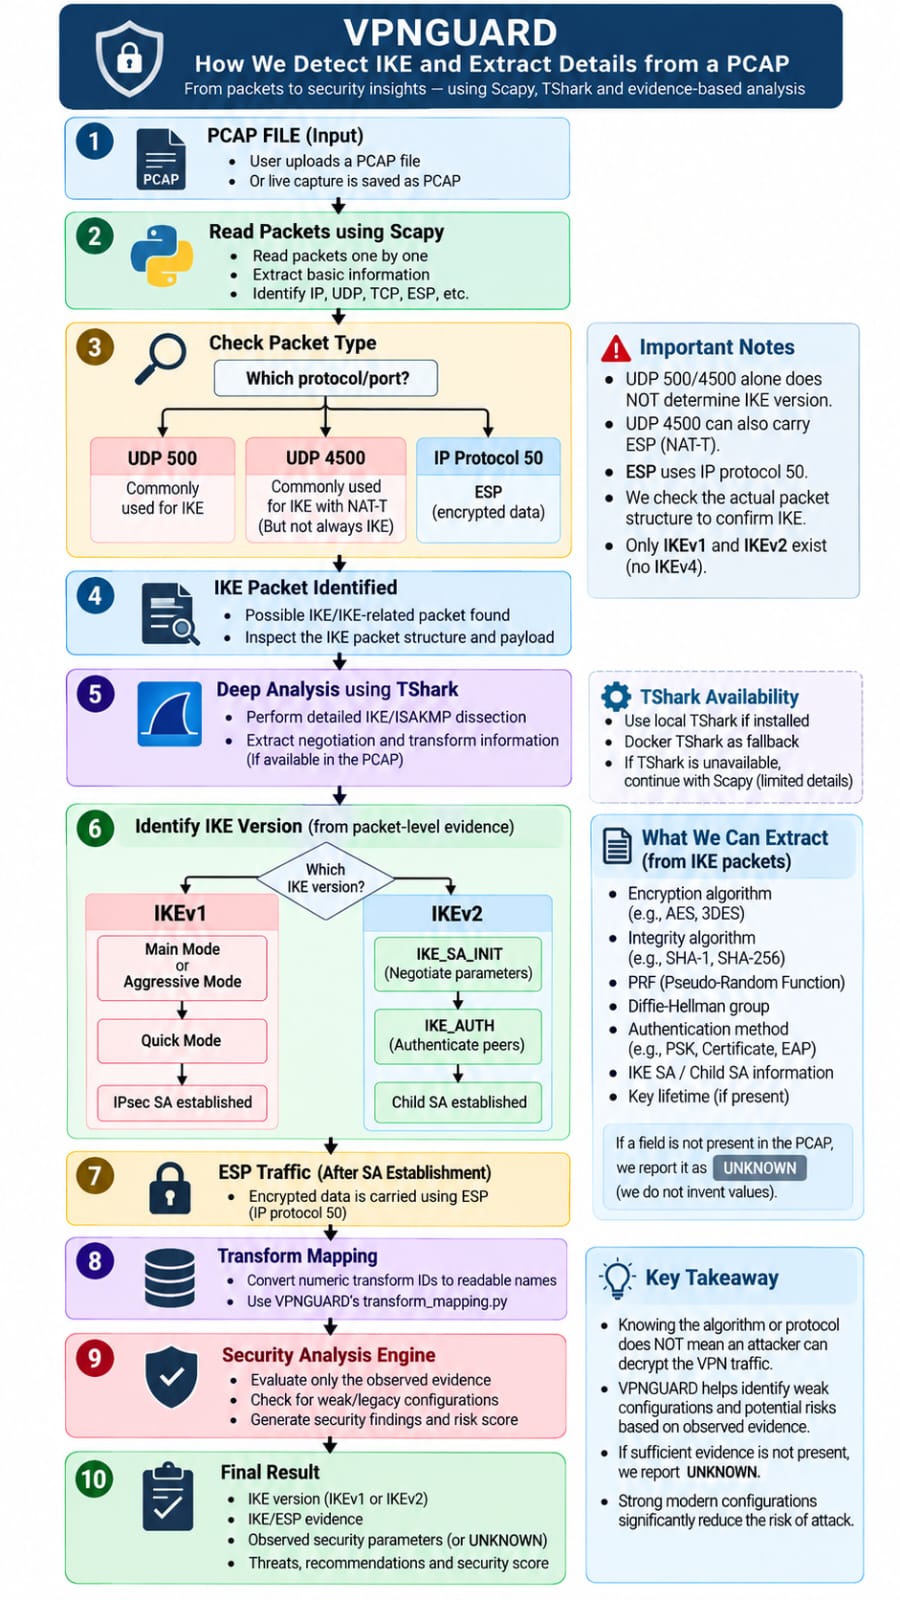 VPNGUARD
How We Detect IKE and Extract Details from a PCAP
From packets to security insights — using Scapy, TShark and evidence-based analysis
1
PCAP
PCAP FILE (Input)
• User uploads a PCAP file
• Or live capture is saved as PCAP
2
Read Packets using Scapy
• Read packets one by one
• Extract basic information
• Identify IP, UDP, TCP, ESP, etc.
3
Check Packet Type
Which protocol/port?
UDP 500
Commonly
used for IKE
UDP 4500
Commonly used
for IKE with NAT-T
(But not always IKE)
IP Protocol 50
ESP
(encrypted data)
Important Notes
• UDP 500/4500 alone does
NOT determine IKE version.
• UDP 4500 can also carry
ESP (NAT-T).
• ESP uses IP protocol 50.
• We check the actual packet
structure to confirm IKE.
• Only IKEv1 and IKEv2 exist
(no IKEv4).
4
IKE Packet Identified
• Possible IKE/IKE-related packet found
• Inspect the IKE packet structure and payload
5
Deep Analysis using TShark
• Perform detailed IKE/ISAKMP dissection
• Extract negotiation and transform information
(If available in the PCAP)
TShark Availability
• Use local TShark if installed
• Docker TShark as fallback
• If TShark is unavailable,
continue with Scapy (limited details)
6
Identify IKE Version (from packet-level evidence)
Which
IKE version?
IKEv1
Main Mode
or
Aggressive Mode
Quick Mode
IPsec SA established
IKEv2
IKE_SA_INIT
(Negotiate parameters)
IKE_AUTH
(Authenticate peers)
Child SA established
What We Can Extract
(from IKE packets)
• Encryption algorithm
(e.g., AES, 3DES)
• Integrity algorithm
(e.g., SHA-1, SHA-256)
• PRF (Pseudo-Random Function)
• Diffie-Hellman group
• Authentication method
(e.g., PSK, Certificate, EAP)
• IKE SA / Child SA information
• Key lifetime (if present)
If a field is not present in the PCAP,
we report it as UNKNOWN
(we do not invent values).
7
ESP Traffic (After SA Establishment)
• Encrypted data is carried using ESP
(IP protocol 50)
8
Transform Mapping
• Convert numeric transform IDs to readable names
• Use VPNGUARD's transform_mapping.py
9
Security Analysis Engine
• Evaluate only the observed evidence
• Check for weak/legacy configurations
• Generate security findings and risk score
10
Final Result
• IKE version (IKEv1 or IKEv2)
• IKE/ESP evidence
• Observed security parameters (or UNKNOWN)
• Threats, recommendations and security score
Key Takeaway
• Knowing the algorithm or protocol
does NOT mean an attacker can
decrypt the VPN traffic.
• VPNGUARD helps identify weak
configurations and potential risks
based on observed evidence.
• If sufficient evidence is not present,
we report UNKNOWN.
• Strong modern configurations
significantly reduce the risk of attack.